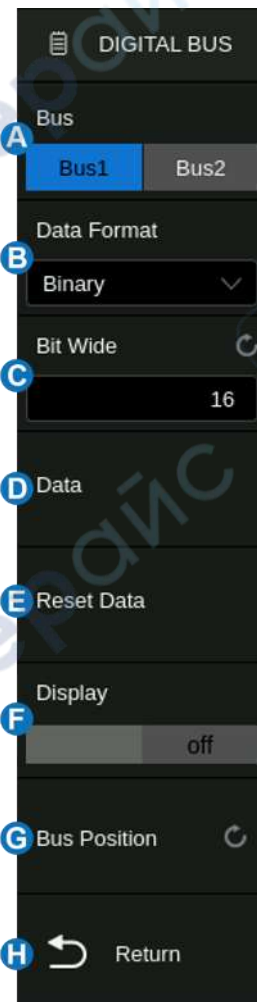 DIGITAL BUS
A
Bus
Bus1 Bus2
Data Format
B
Binary
Bit Wide
C
16
D Data
E Reset Data
Display
F
off
G Bus Position
H Return